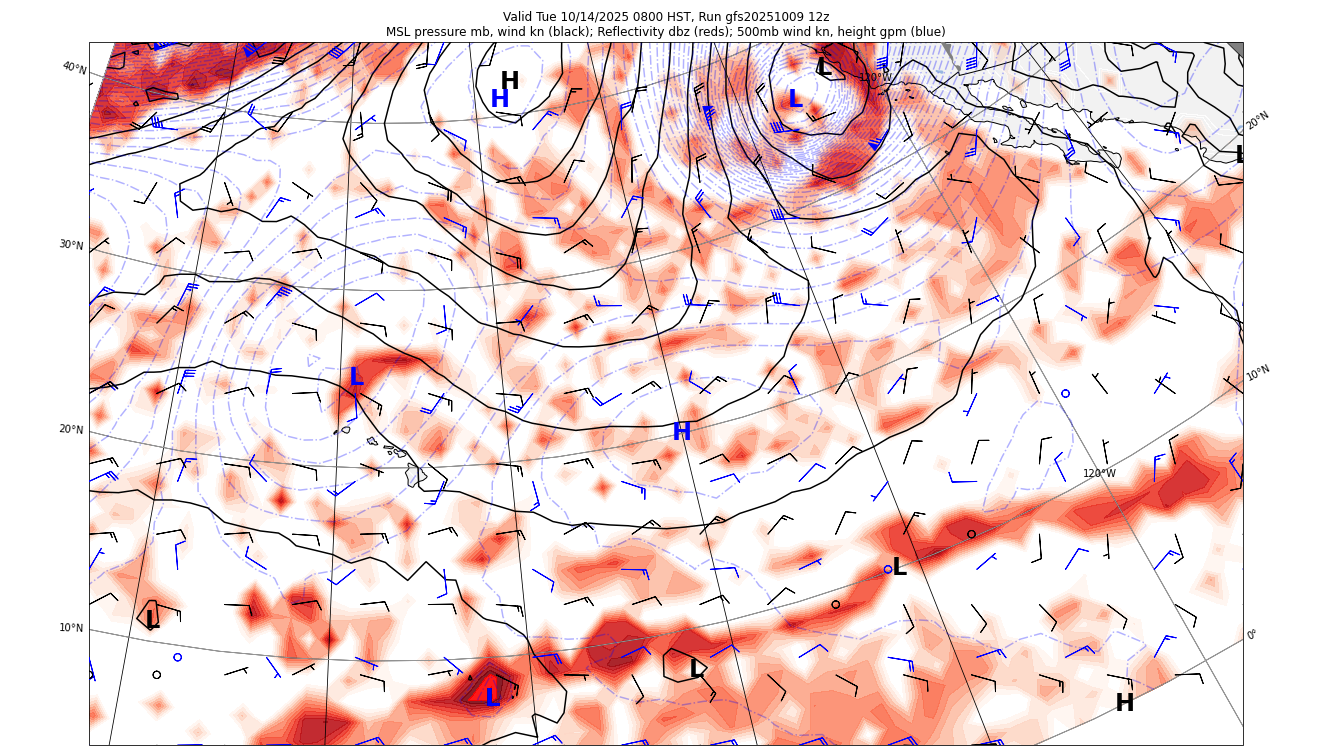 Valid Tue 10/14/2025 0800 HST, Run gfs20251009 12z
MSL pressure mb, wind kn (black); Reflectivity dbz (reds); 500mb wind kn, height gpm (blue)
40°N
H
H
L
120°W
L
20°N
L
30°N
L
10°N
20°N
H
120°W
L
10°N
L
0°
L
L
H